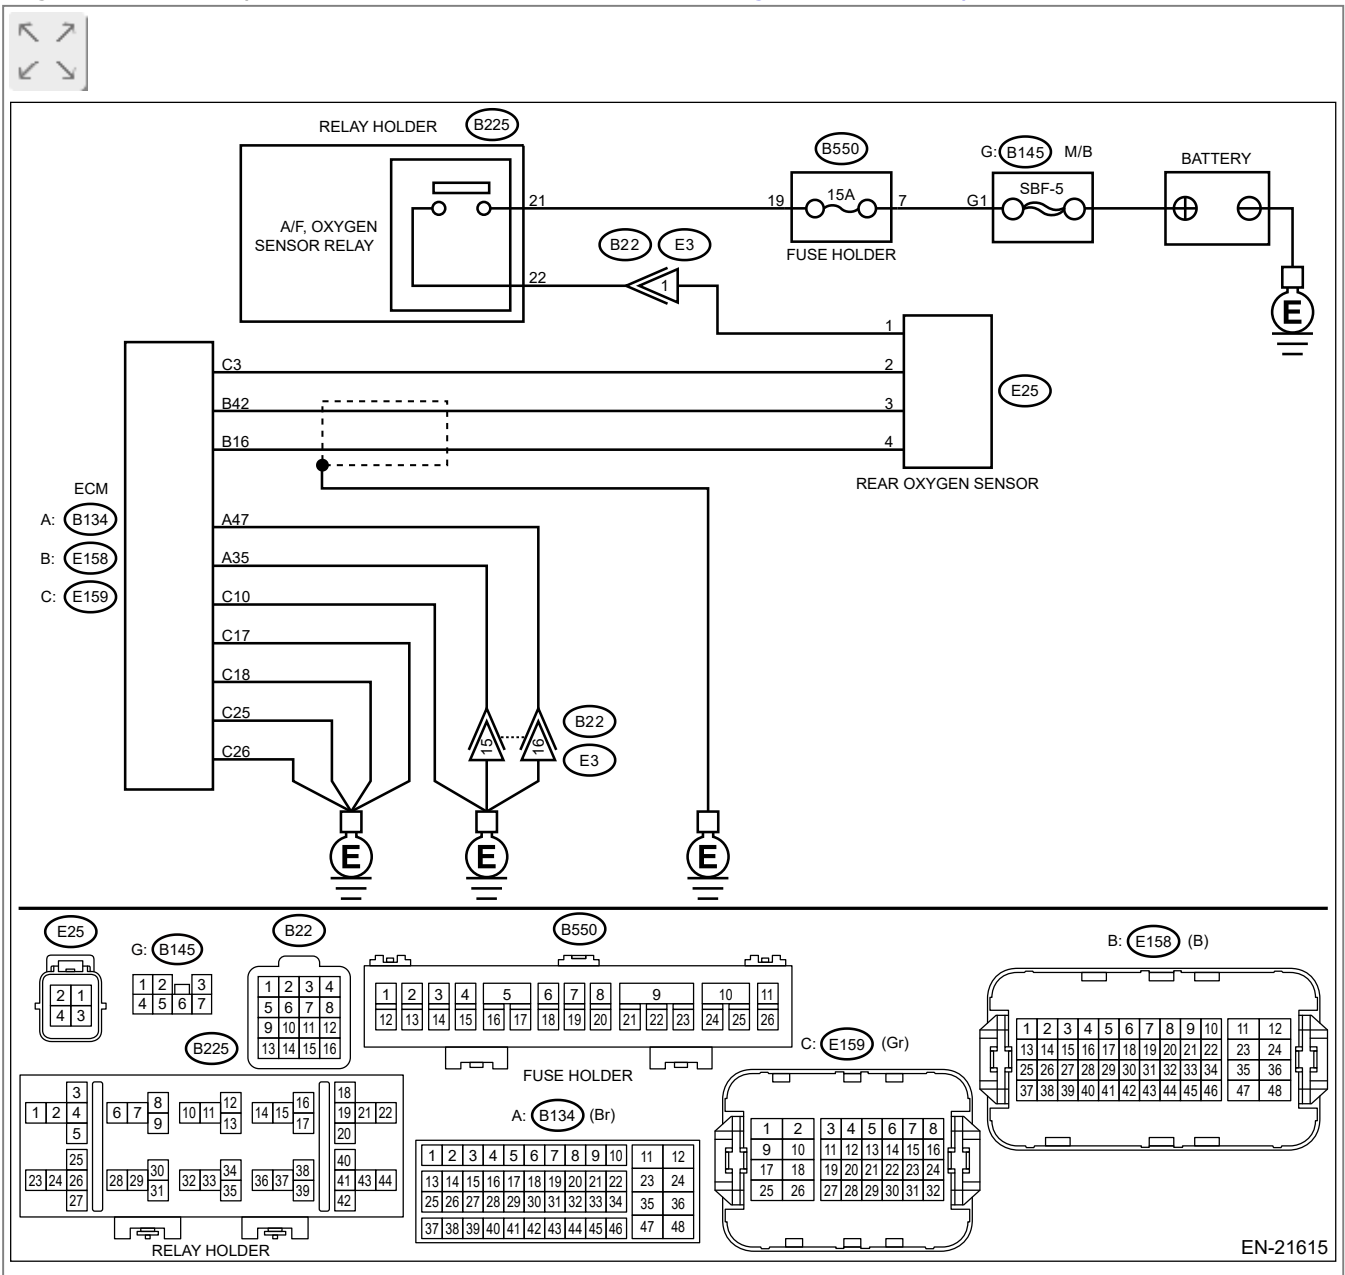 RELAY HOLDER B225
B550
G: B145 M/B
BATTERY
A/F, OXYGEN
SENSOR RELAY
21
19
15A
7
G1
SBF-5
FUSE HOLDER
22
B22 E3
1
1
2
3
4
E25
REAR OXYGEN SENSOR
E
C3
B42
B16
ECM
A: B134
B: E158
C: E159
A47
A35
C10
C17
C18
C25
C26
15
16
B22
E3
E
E
E
E25
2 1
4 3
G: B145
1 2 3
4 5 6 7
B22
1 2 3 4
5 6 7 8
9 10 11 12
13 14 15 16
B550
1 2 3 4 5 6 7 8 9 10 11
12 13 14 15 16 17 18 19 20 21 22 23 24 25 26
FUSE HOLDER
B: E158 (B)
1 2 3 4 5 6 7 8 9 10 11 12
13 14 15 16 17 18 19 20 21 22 23 24
25 26 27 28 29 30 31 32 33 34 35 36
37 38 39 40 41 42 43 44 45 46 47 48
B225
3 18
1 2 4 6 7 8 9 10 11 12 13 14 15 16 17 19 21 22
5 20
25 40
23 24 26 28 29 30 31 32 33 34 35 36 37 38 39 41 43 44
27 42
RELAY HOLDER
A: B134 (Br)
1 2 3 4 5 6 7 8 9 10 11 12
13 14 15 16 17 18 19 20 21 22 23 24
25 26 27 28 29 30 31 32 33 34 35 36
37 38 39 40 41 42 43 44 45 46 47 48
C: E159 (Gr)
1 2 3 4 5 6 7 8
9 10 11 12 13 14 15 16
17 18 19 20 21 22 23 24
25 26 27 28 29 30 31 32
EN-21615